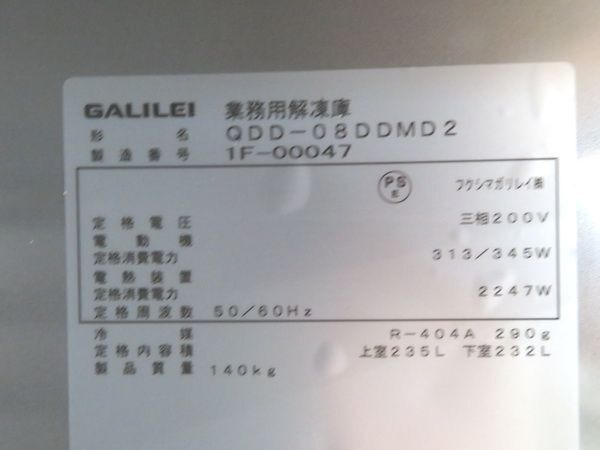 GALILEI 業務用解凍庫
形名 QDD-08DDMD2
製造番号 1F-00047
PS E フクシマガリレイ㈱
定格電圧 三相200V
電動機
定格消費電力 313/345W
電熱装置
定格消費電力 2247W
定格周波数 50/60Hz
冷媒 R-404A 290g
定格内容積 上室235L 下室232L
製品質量 140kg